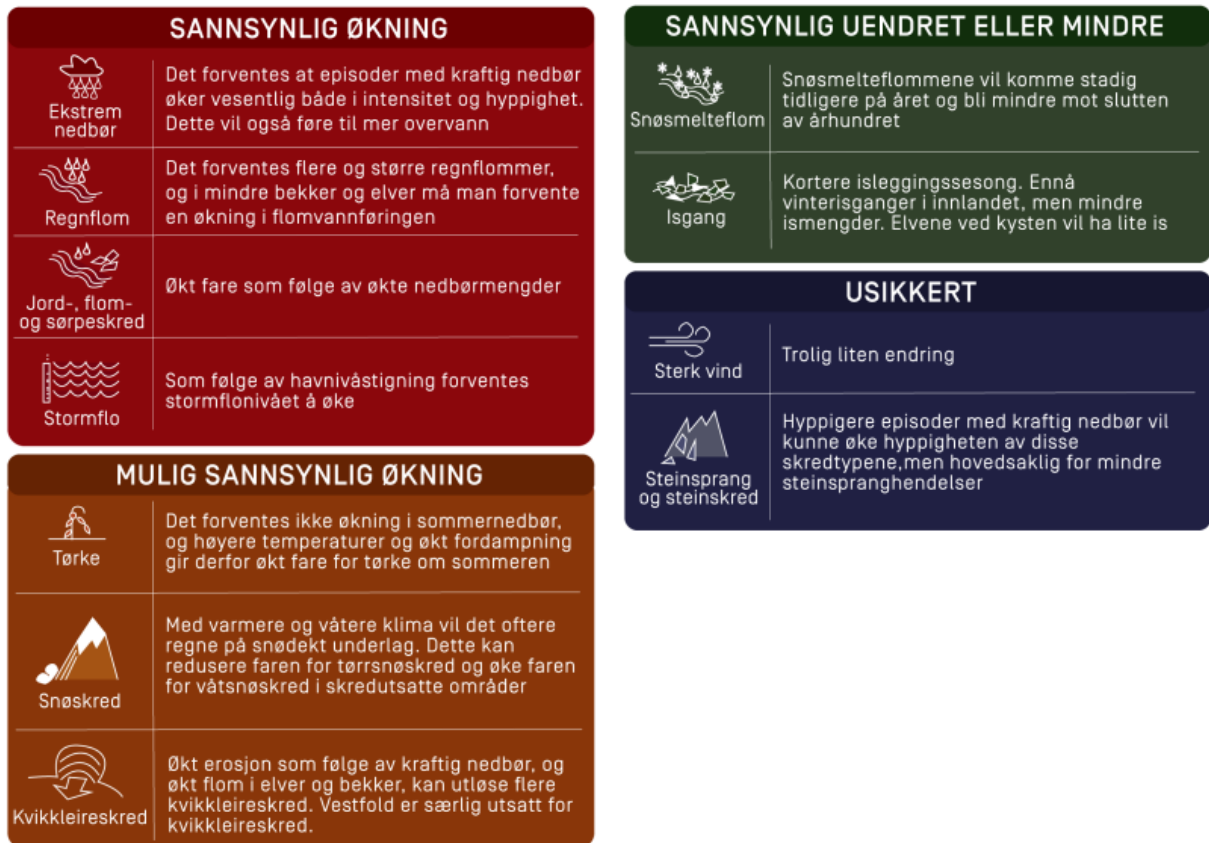 SANNSYNLIG ØKNING
Ekstrem
nedbør
Det forventes at episoder med kraftig nedbør
øker vesentlig både i intensitet og hyppighet.
Dette vil også føre til mer overvann
Regnflom
Det forventes flere og større regnflommer,
og i mindre bekker og elver må man forvente
en økning i flomvannføringen
Jord-, flom-
og sørpeskred
Økt fare som følge av økte nedbørmengder
Stormflo
Som følge av havnivåstigning forventes
stormflonivået å øke
MULIG SANNSYNLIG ØKNING
Tørke
Det forventes ikke økning i sommernedbør,
og høyere temperaturer og økt fordampning
gir derfor økt fare for tørke om sommeren
Snøskred
Med varmere og våtere klima vil det oftere
regne på snødekt underlag. Dette kan
redusere faren for tørrsnøskred og øke faren
for våtsnøskred i skredutsatte områder
Kvikkleireskred
Økt erosjon som følge av kraftig nedbør, og
økt flom i elver og bekker, kan utløse flere
kvikkleireskred. Vestfold er særlig utsatt for
kvikkleireskred.
SANNSYNLIG UENDRET ELLER MINDRE
Snøsmelteflom
Snøsmelteflommene vil komme stadig
tidligere på året og bli mindre mot slutten
av århundret
Isgang
Kortere isleggingssesong. Ennå
vinterisganger i innlandet, men mindre
ismengder. Elvene ved kysten vil ha lite is
USIKKERT
Sterk vind
Trolig liten endring
Steinsprang
og steinskred
Hyppigere episoder med kraftig nedbør vil
kunne øke hyppigheten av disse
skredtypene,men hovedsaklig for mindre
steinspranghendelser